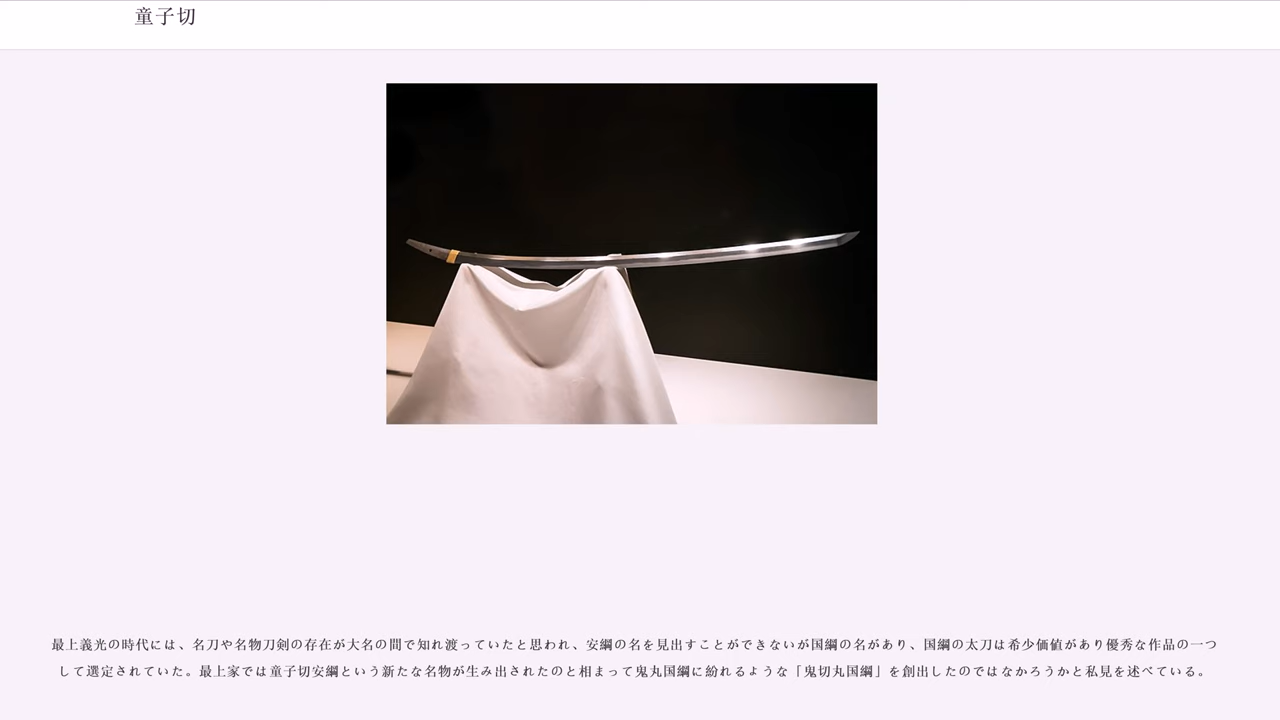 童子切
最上義光の時代には、名刀や名物刀剣の存在が大名の間で知れ渡っていたと思われ、安綱の名を見出すことができないが国綱の名があり、国綱の太刀は希少価値があり優秀な作品の一つ
して選定されていた。最上家では童子切安綱という新たな名物が生み出されたのと相まって鬼丸国綱に紛れるような「鬼切丸国綱」を創出したのではなかろうかと私見を述べている。